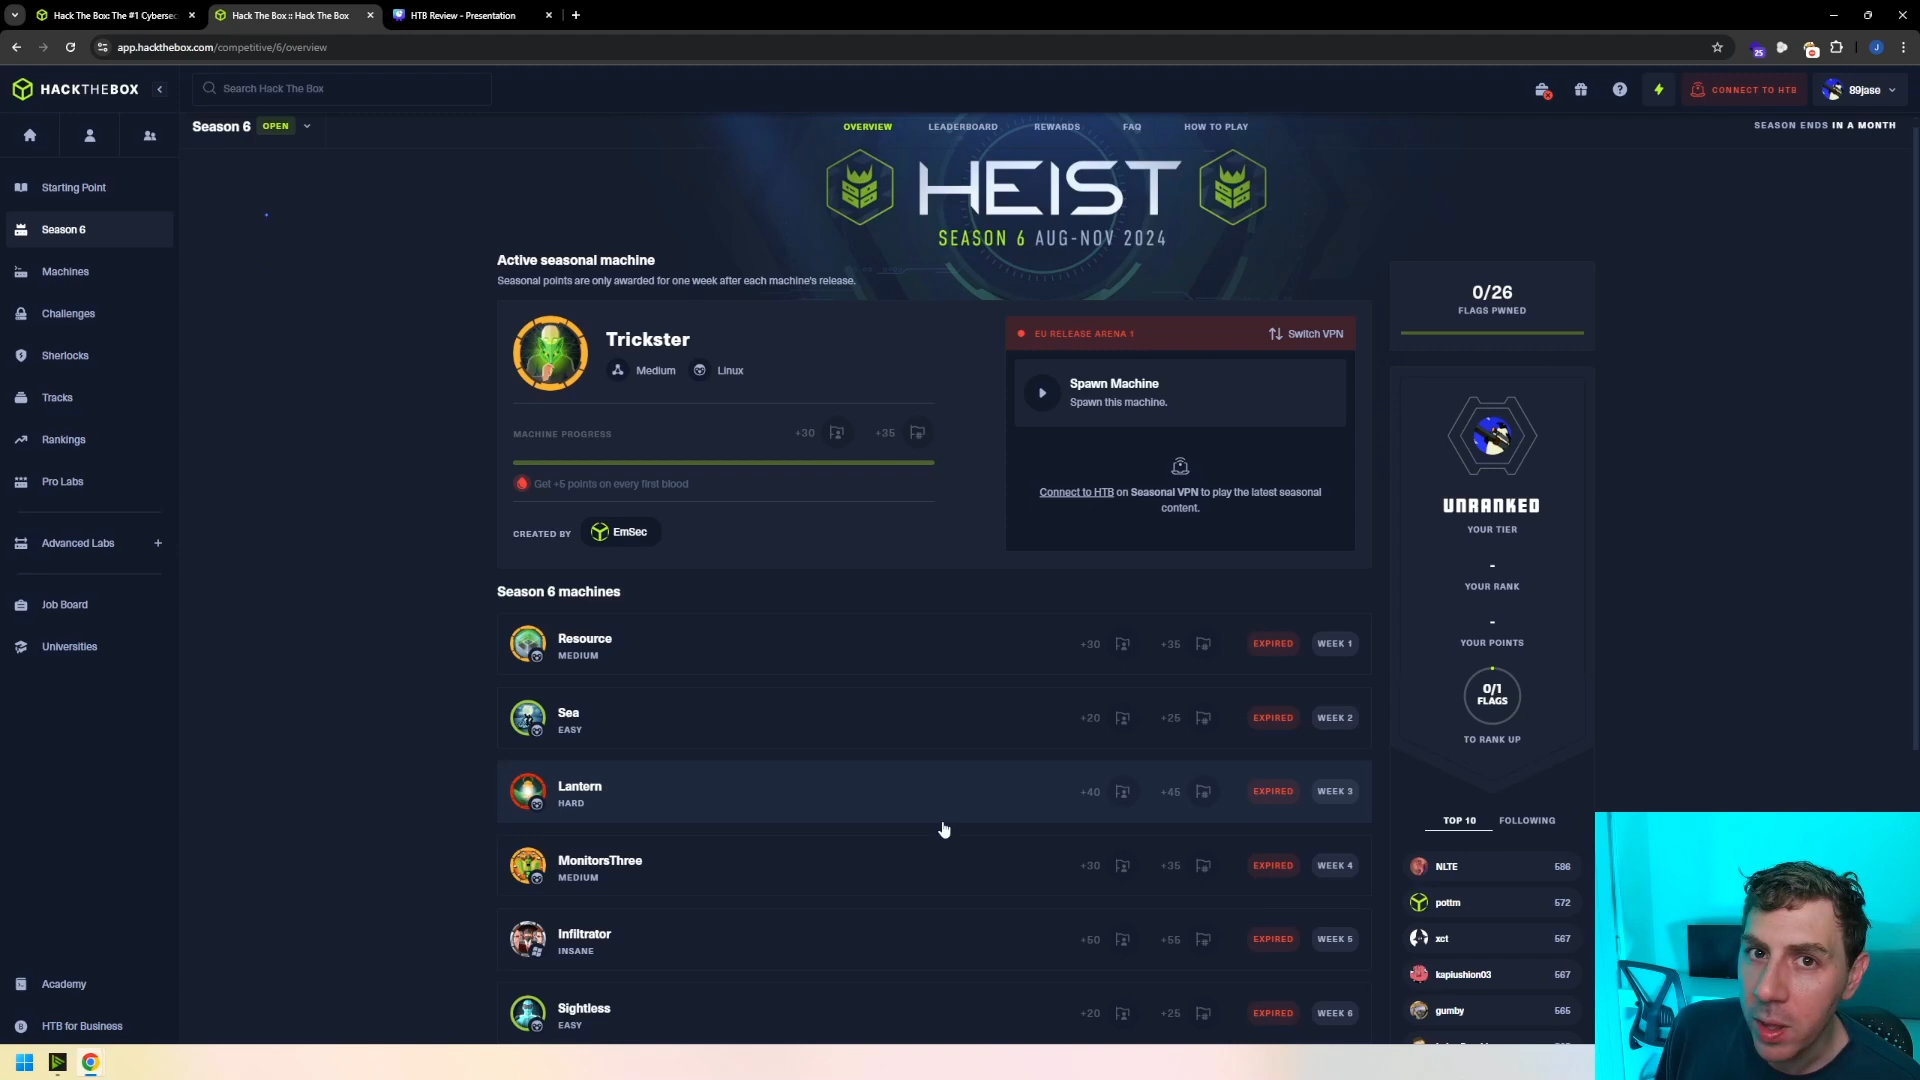 Hack The Box: The #1 Cybersec
Hack The Box :: Hack The Box
HTB Review - Presentation
app.hackthebox.com/competitive/6/overview
25
J
HACKTHEBOX
Search Hack The Box
CONNECT TO HTB
89jase
Season 6
OPEN
OVERVIEW
LEADERBOARD
REWARDS
FAQ
HOW TO PLAY
SEASON ENDS IN A MONTH
Starting Point
Season 6
Machines
Challenges
Sherlocks
Tracks
Rankings
Pro Labs
Advanced Labs
+
Job Board
Universities
Academy
HTB for Business
HEIST
SEASON 6 AUG-NOV 2024
Active seasonal machine
Seasonal points are only awarded for one week after each machine's release.
Trickster
Medium
Linux
MACHINE PROGRESS
+30
+35
Get +5 points on every first blood
CREATED BY
EmSec
EU RELEASE ARENA 1
Switch VPN
Spawn Machine
Spawn this machine.
Connect to HTB on Seasonal VPN to play the latest seasonal
content.
Season 6 machines
Resource
MEDIUM
+30
+35
EXPIRED
WEEK 1
Sea
EASY
+20
+25
EXPIRED
WEEK 2
Lantern
HARD
+40
+45
EXPIRED
WEEK 3
MonitorsThree
MEDIUM
+30
+35
EXPIRED
WEEK 4
Infiltrator
INSANE
+50
+55
EXPIRED
WEEK 5
Sightless
EASY
+20
+25
EXPIRED
WEEK 6
0/26
FLAGS PWNED
UNRANKED
YOUR TIER
-
YOUR RANK
-
YOUR POINTS
0/1
FLAGS
TO RANK UP
TOP 10
FOLLOWING
NLTE
586
pottm
572
xct
567
kapiushion03
567
gumby
565